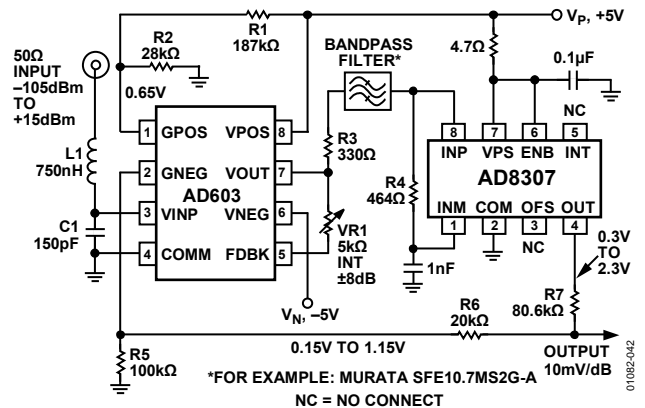 R1
187kΩ
V_P, +5V
R2
28kΩ
50Ω
INPUT
–105dBm
TO
+15dBm
BANDPASS
FILTER*
4.7Ω
0.1µF
0.65V
NC
1 GPOS VPOS 8
2 GNEG VOUT 7
AD603
3 VINP VNEG 6
4 COMM FDBK 5
L1
750nH
C1
150pF
R3
330Ω
VR1
5kΩ
INT
±8dB
R4
464Ω
8 7 6 5
INP VPS ENB INT
AD8307
INM COM OFS OUT
1 2 3 4
NC
1nF
0.3V
TO
2.3V
V_N, –5V
R7
80.6kΩ
R6
20kΩ
R5
100kΩ
0.15V TO 1.15V
OUTPUT
10mV/dB
*FOR EXAMPLE: MURATA SFE10.7MS2G-A
NC = NO CONNECT
01082-042